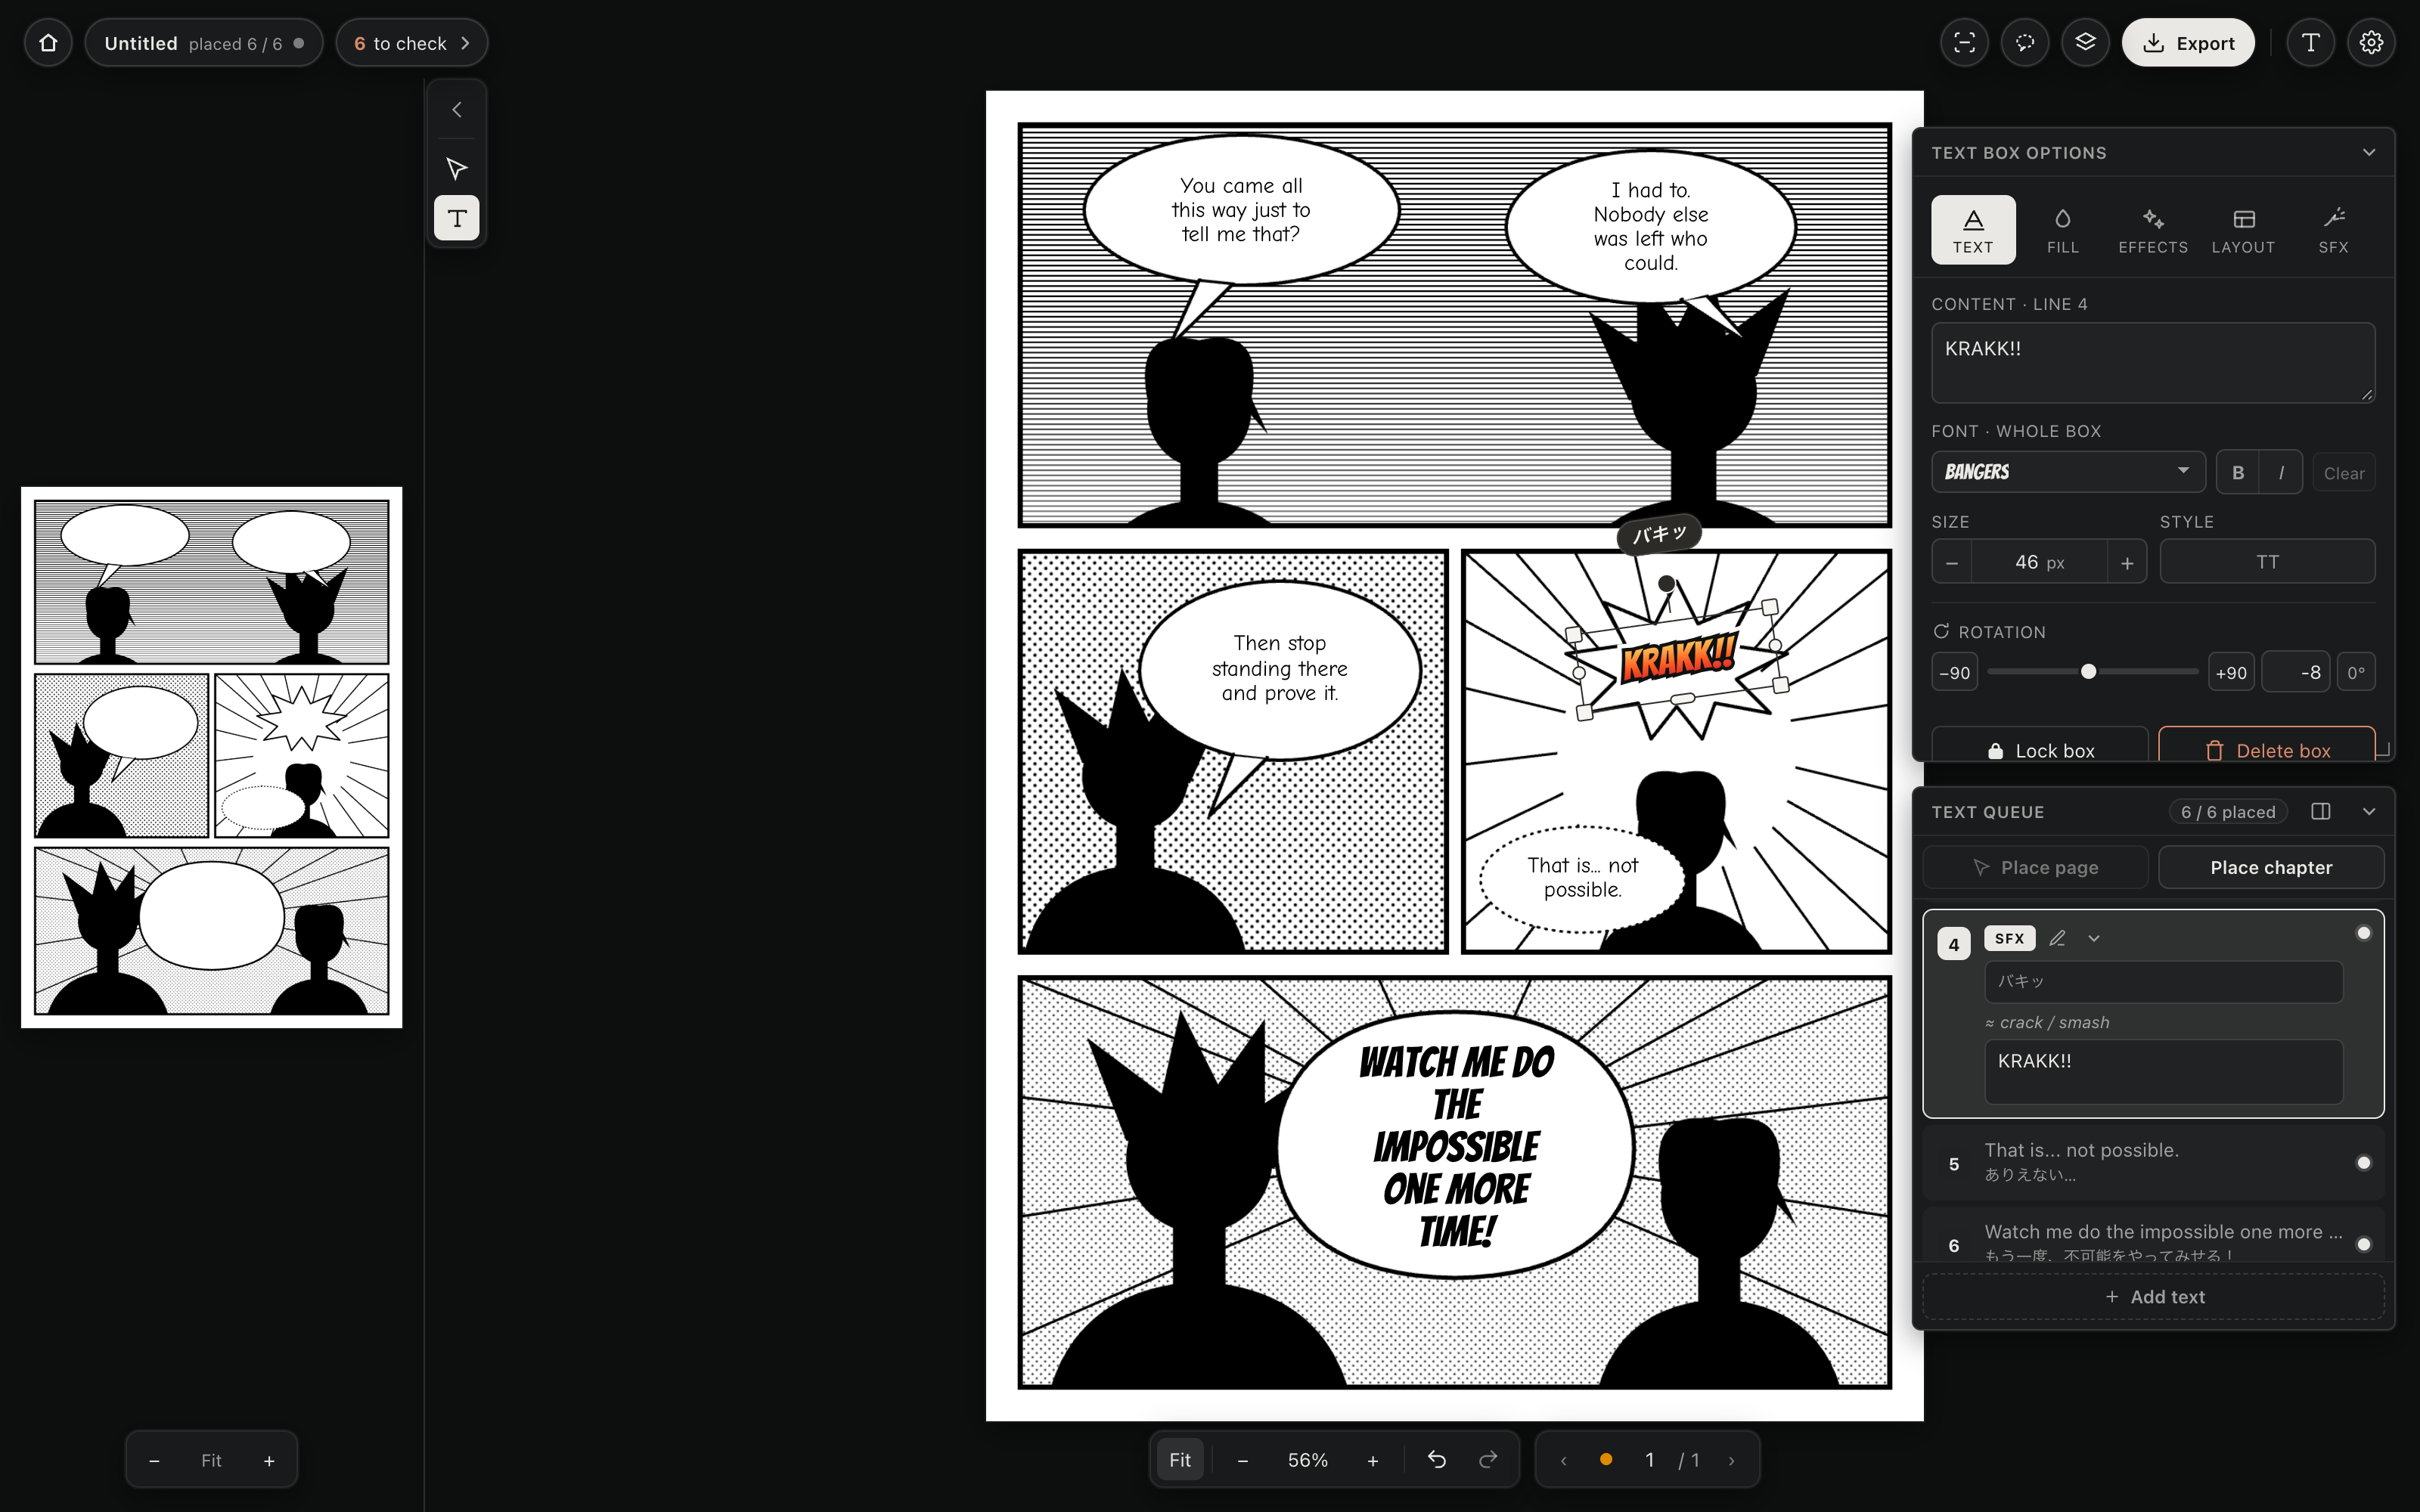 Untitled placed 6 / 6
6 to check
Export
You came all
this way just to
tell me that?
I had to.
Nobody else
was left who
could.
バキッ
Then stop
standing there
and prove it.
KRAKK!!
That is... not
possible.
WATCH ME DO
THE
IMPOSSIBLE
ONE MORE
TIME!
TEXT BOX OPTIONS
TEXT FILL EFFECTS LAYOUT SFX
CONTENT · LINE 4
KRAKK!!
FONT · WHOLE BOX
BANGERS B I Clear
SIZE STYLE
− 46 px + TT
ROTATION
−90 +90 -8 0°
Lock box Delete box
TEXT QUEUE 6 / 6 placed
Place page Place chapter
4 SFX
バキッ
≈ crack / smash
KRAKK!!
5 That is... not possible.
ありえない...
6 Watch me do the impossible one more ...
もう一度、不可能をやってみせる！
+ Add text
− Fit +
Fit − 56% + ‹ 1 / 1 ›